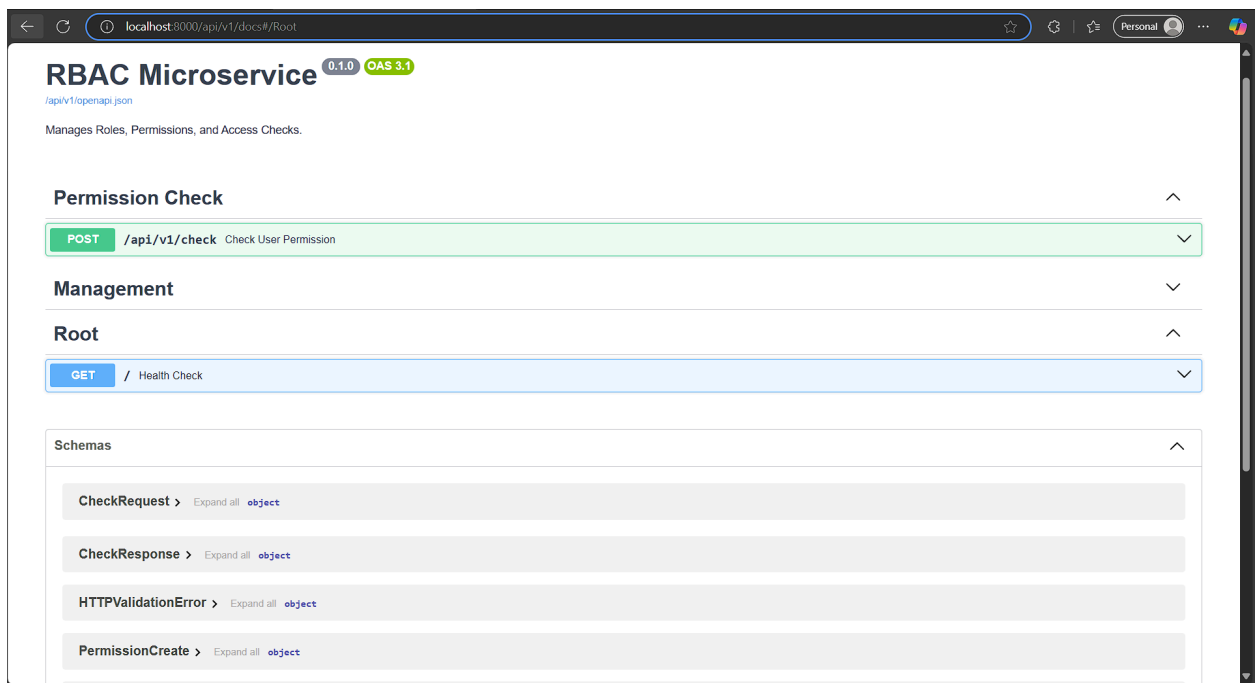 localhost:8000/api/v1/docs#/Root
Personal
RBAC Microservice 0.1.0 OAS 3.1
/api/v1/openapi.json
Manages Roles, Permissions, and Access Checks.
Permission Check
POST /api/v1/check Check User Permission
Management
Root
GET / Health Check
Schemas
CheckRequest Expand all object
CheckResponse Expand all object
HTTPValidationError Expand all object
PermissionCreate Expand all object